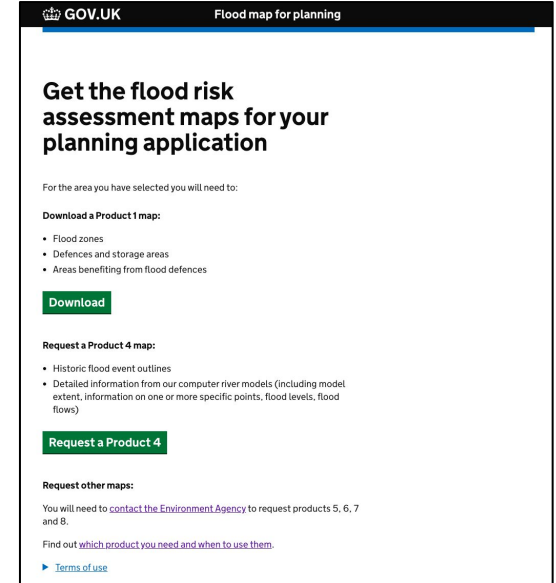 GOV.UK
Flood map for planning
Get the flood risk
assessment maps for your
planning application
For the area you have selected you will need to:
Download a Product 1 map:
• Flood zones
• Defences and storage areas
• Areas benefiting from flood defences
Download
Request a Product 4 map:
• Historic flood event outlines
• Detailed information from our computer river models (including model
extent, information on one or more specific points, flood levels, flood
flows)
Request a Product 4
Request other maps:
You will need to contact the Environment Agency to request products 5, 6, 7
and 8.
Find out which product you need and when to use them.
Terms of use